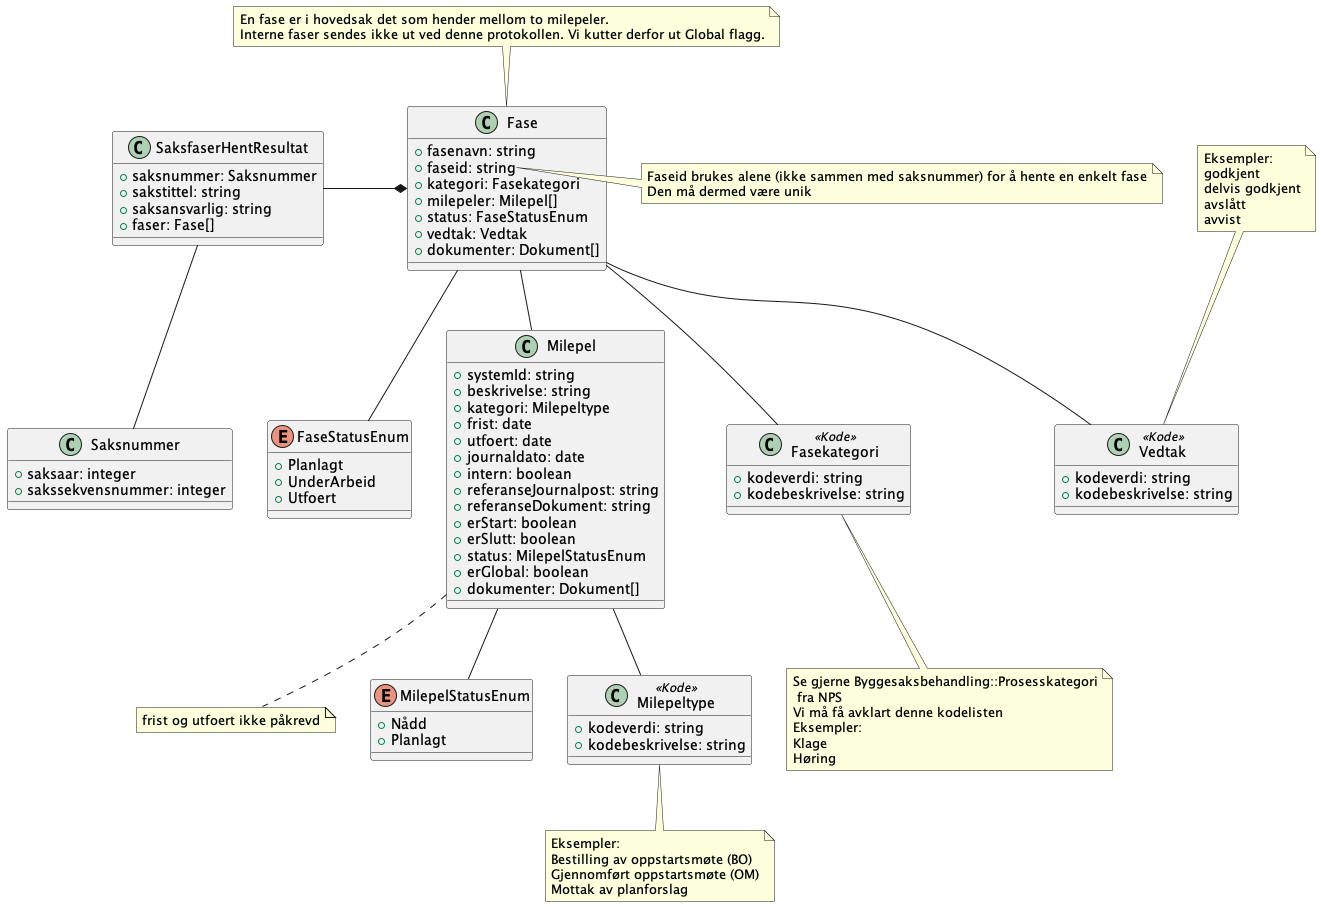 En fase er i hovedsak det som hender mellom to milepeler.
Interne faser sendes ikke ut ved denne protokollen. Vi kutter derfor ut Global flagg.
C Fase
fasenavn: string
faseid: string
kategori: Fasekategori
milepeler: Milepel[]
status: FaseStatusEnum
vedtak: Vedtak
dokumenter: Dokument[]
C SaksfaserHentResultat
saksnummer: Saksnummer
sakstittel: string
saksansvarlig: string
faser: Fase[]
Faseid brukes alene (ikke sammen med saksnummer) for å hente en enkelt fase
Den må dermed være unik
Eksempler:
godkjent
delvis godkjent
avslått
avvist
C Saksnummer
saksaar: integer
sakssekvensnummer: integer
E FaseStatusEnum
Planlagt
UnderArbeid
Utfoert
C Milepel
systemId: string
beskrivelse: string
kategori: Milepeltype
frist: date
utfoert: date
journaldato: date
intern: boolean
referanseJournalpost: string
referanseDokument: string
erStart: boolean
erSlutt: boolean
status: MilepelStatusEnum
erGlobal: boolean
dokumenter: Dokument[]
«Kode»
C Fasekategori
kodeverdi: string
kodebeskrivelse: string
«Kode»
C Vedtak
kodeverdi: string
kodebeskrivelse: string
frist og utfoert ikke påkrevd
E MilepelStatusEnum
Nådd
Planlagt
«Kode»
C Milepeltype
kodeverdi: string
kodebeskrivelse: string
Se gjerne Byggesaksbehandling::Prosesskategori
fra NPS
Vi må få avklart denne kodelisten
Eksempler:
Klage
Høring
Eksempler:
Bestilling av oppstartsmøte (BO)
Gjennomført oppstartsmøte (OM)
Mottak av planforslag